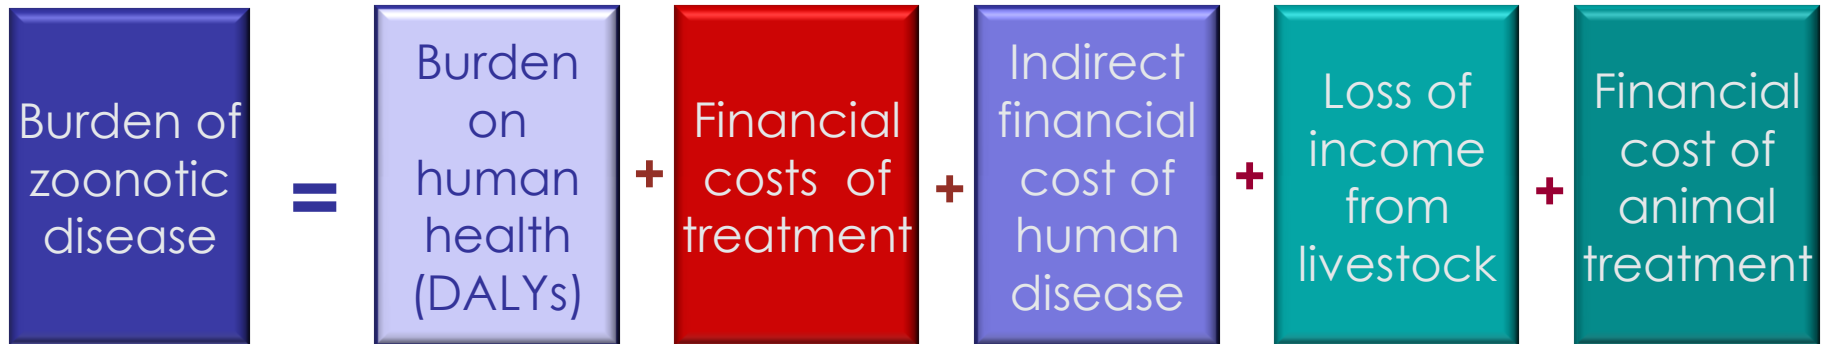 Burden of
zoonotic
disease
=
Burden
on
human
health
(DALYs)
+
Financial
costs of
treatment
+
Indirect
financial
cost of
human
disease
+
Loss of
income
from
livestock
+
Financial
cost of
animal
treatment